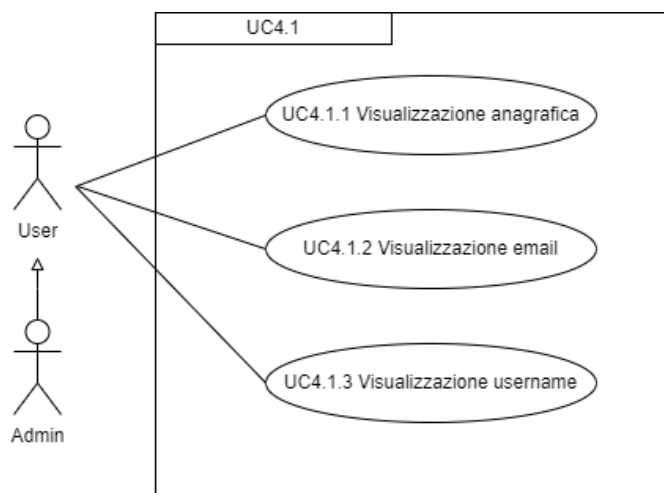 UC4.1
UC4.1.1 Visualizzazione anagrafica
User
UC4.1.2 Visualizzazione email
UC4.1.3 Visualizzazione username
Admin